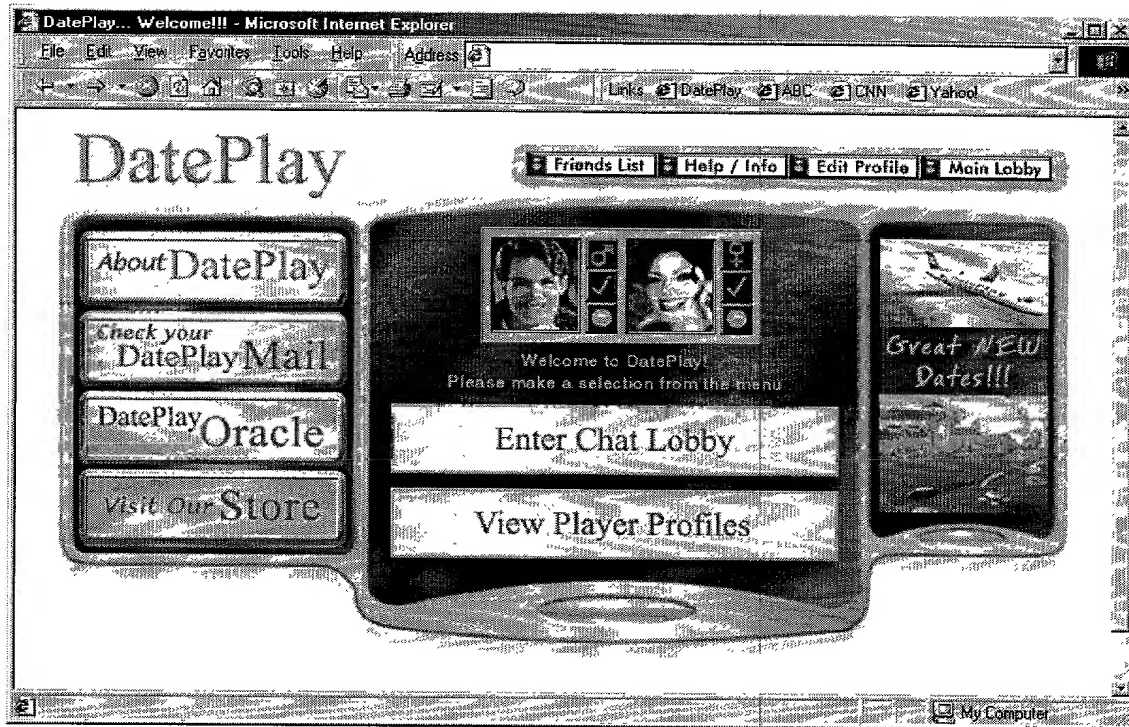 DatePlay... Welcome!!! - Microsoft Internet Explorer
File Edit View Favorites Tools Help Address
Links DatePlay ABC CNN Yahoo!
DatePlay
Friends List Help / Info Edit Profile Main Lobby
About DatePlay
Check your
DatePlay Mail
DatePlay Oracle
Visit Our Store
Welcome to DatePlay!
Please make a selection from the menu
Enter Chat Lobby
View Player Profiles
Great NEW
Dates!!!
My Computer